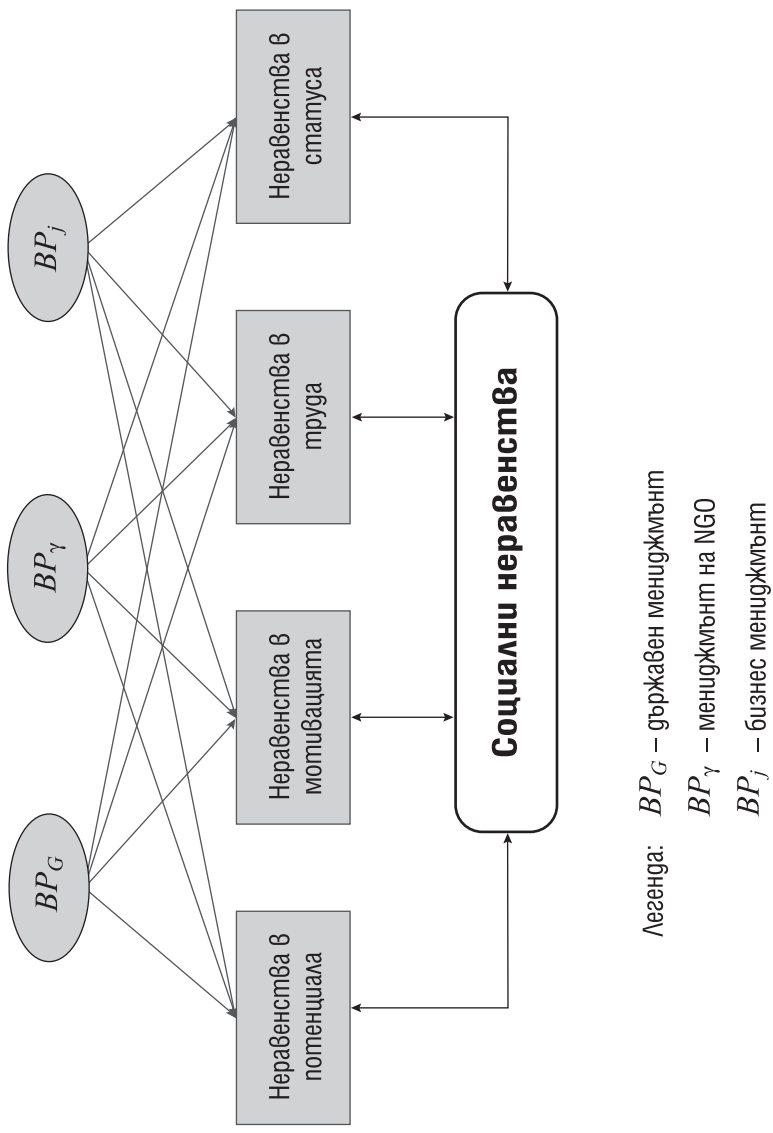 BP_G
BP_γ
BP_j
Неравенства в
потенциала
Неравенства в
мотивацията
Неравенства в
труда
Неравенства в
статуса
Социални неравенства
Легенда: BP_G – държавен мениджмънт
BP_γ – мениджмънт на NGO
BP_j – бизнес мениджмънт